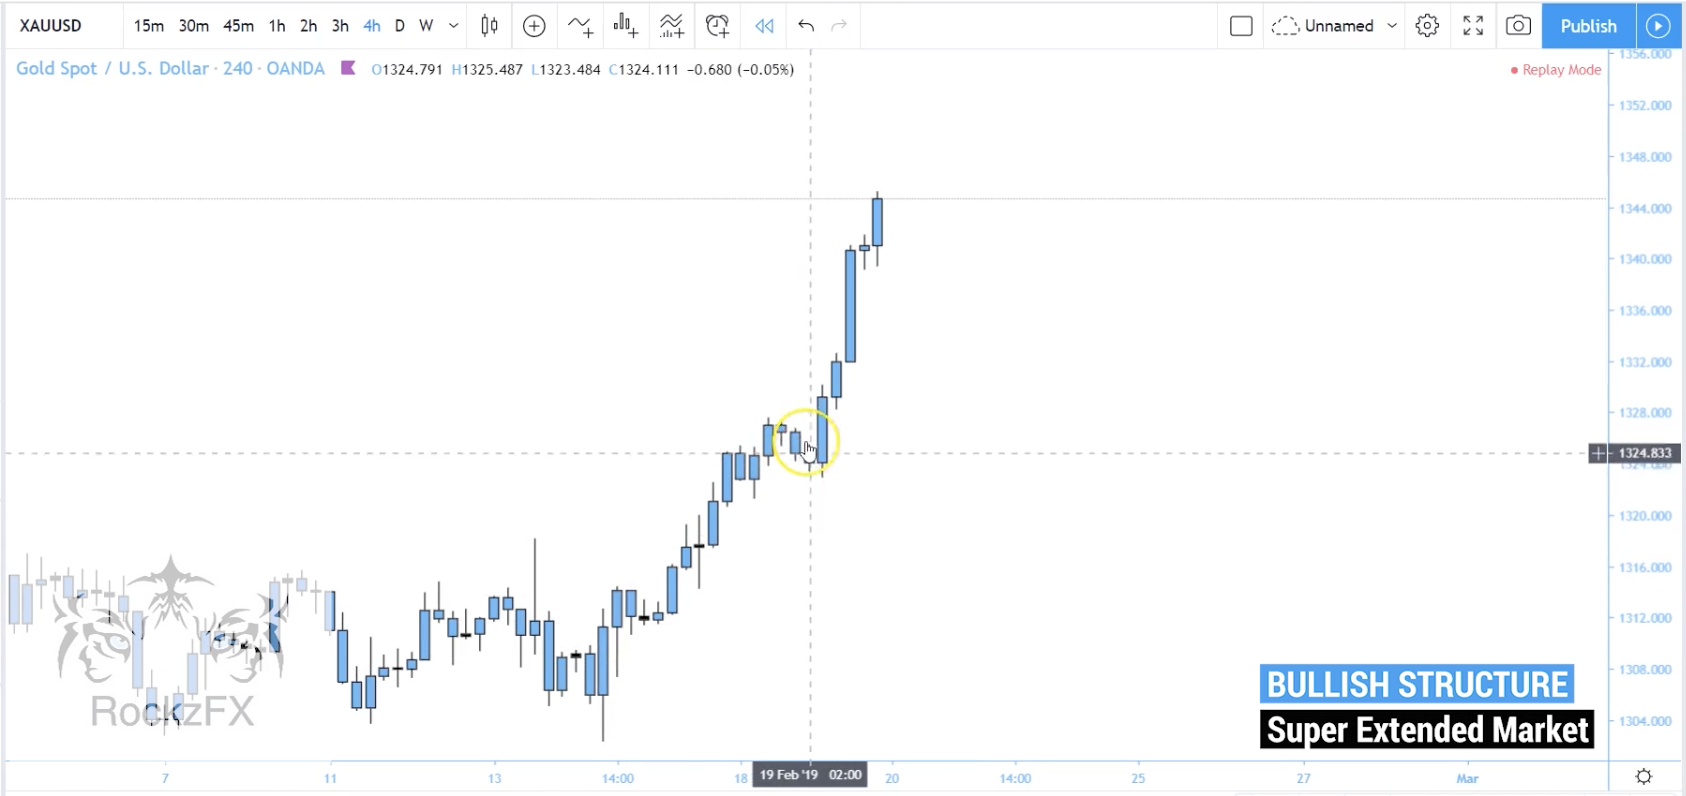 XAUUSD 15m 30m 45m 1h 2h 3h 4h D W Unnamed Publish
Gold Spot / U.S. Dollar · 240 · OANDA O1324.791 H1325.487 L1323.484 C1324.111 −0.680 (−0.05%) Replay Mode
1356.000
1352.000
1348.000
1344.000
1340.000
1336.000
1332.000
1328.000
1324.833
1324.000
1320.000
1316.000
1312.000
1308.000
1304.000
RockzFX
BULLISH STRUCTURE
Super Extended Market
7 11 13 14:00 18 19 Feb '19 02:00 20 14:00 25 27 Mar